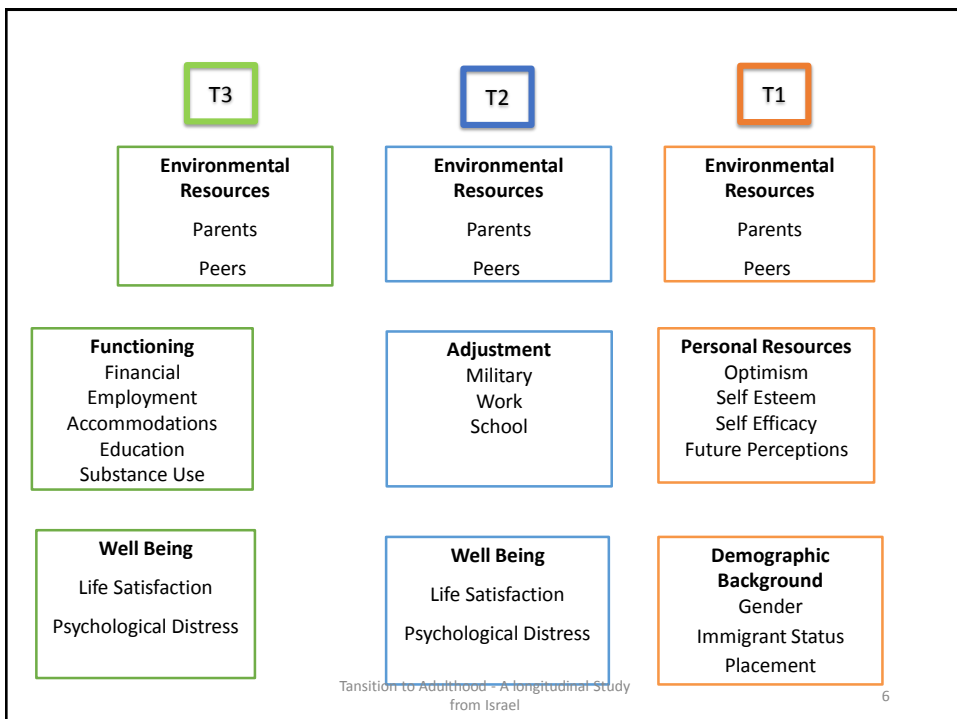 T3
T2
T1
Environmental
Resources
Parents
Peers
Environmental
Resources
Parents
Peers
Environmental
Resources
Parents
Peers
Functioning
Financial
Employment
Accommodations
Education
Substance Use
Adjustment
Military
Work
School
Personal Resources
Optimism
Self Esteem
Self Efficacy
Future Perceptions
Well Being
Life Satisfaction
Psychological Distress
Well Being
Life Satisfaction
Psychological Distress
Demographic
Background
Gender
Immigrant Status
Placement
Tansition to Adulthood - A longitudinal Study
from Israel
6